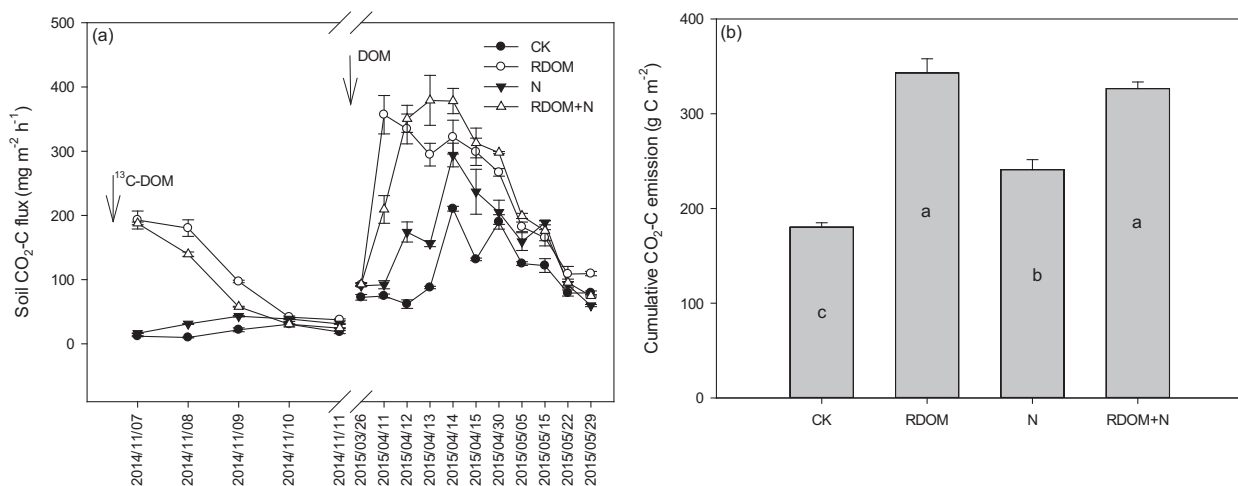 (a)
DOM
¹³C-DOM
CK
RDOM
N
RDOM+N
Soil CO₂-C flux (mg m⁻² h⁻¹)
500
400
300
200
100
0
2014/11/07
2014/11/08
2014/11/09
2014/11/10
2014/11/11
2015/03/26
2015/04/11
2015/04/12
2015/04/13
2015/04/14
2015/04/15
2015/04/30
2015/05/05
2015/05/15
2015/05/22
2015/05/29
(b)
Cumulative CO₂-C emission (g C m⁻²)
400
300
200
100
0
c
a
b
a
CK
RDOM
N
RDOM+N